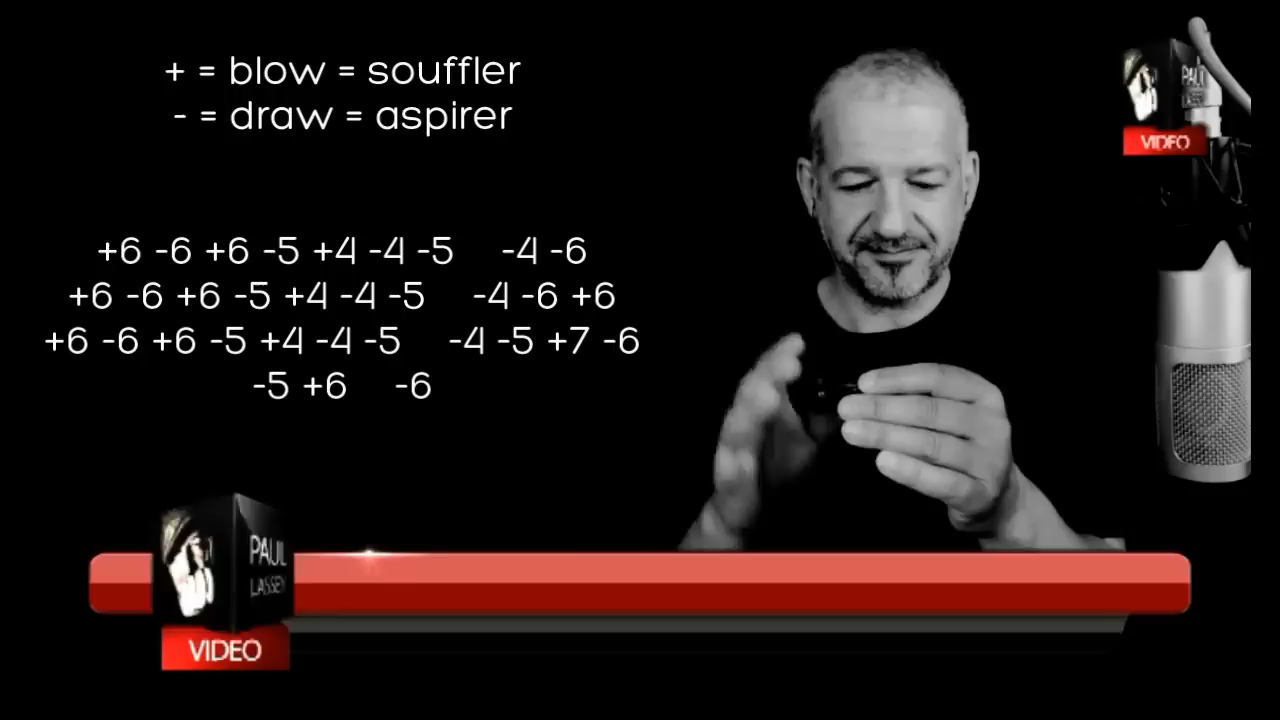 + = blow = souffler
- = draw = aspirer
+6 -6 +6 -5 +4 -4 -5 -4 -6
+6 -6 +6 -5 +4 -4 -5 -4 -6 +6
+6 -6 +6 -5 +4 -4 -5 -4 -5 +7 -6
-5 +6 -6
PAUL
LASSEY
VIDEO
PAUL
LASSEY
VIDEO